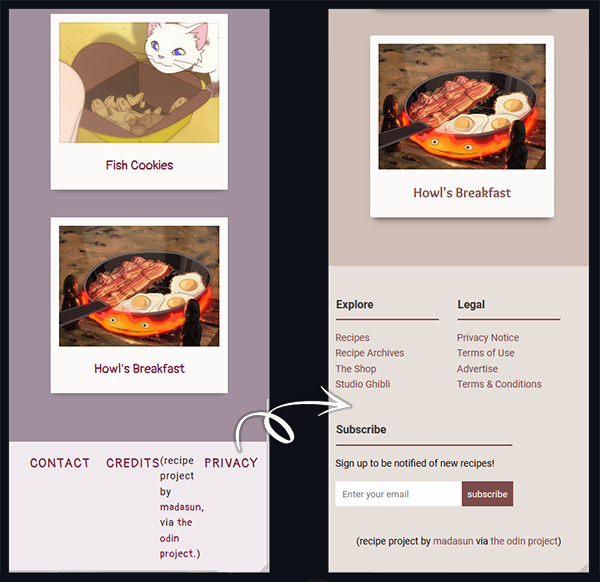 Fish Cookies
Howl's Breakfast
CONTACT
CREDITS
(recipe
project
by
madasun,
via the
odin
project.)
PRIVACY
Howl's Breakfast
Explore
Recipes
Recipe Archives
The Shop
Studio Ghibli
Legal
Privacy Notice
Terms of Use
Advertise
Terms & Conditions
Subscribe
Sign up to be notified of new recipes!
Enter your email
subscribe
(recipe project by madasun via the odin project)